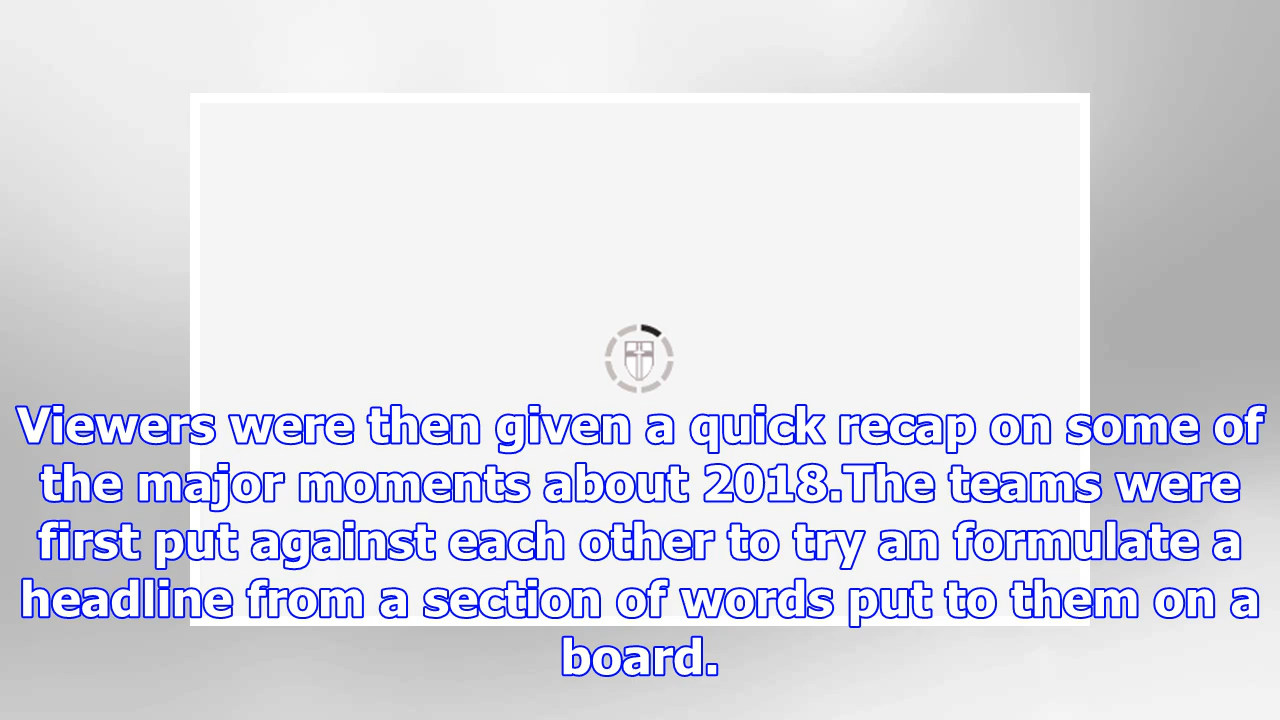 Viewers were then given a quick recap on some of
the major moments about 2018.The teams were
first put against each other to try an formulate a
headline from a section of words put to them on a
board.